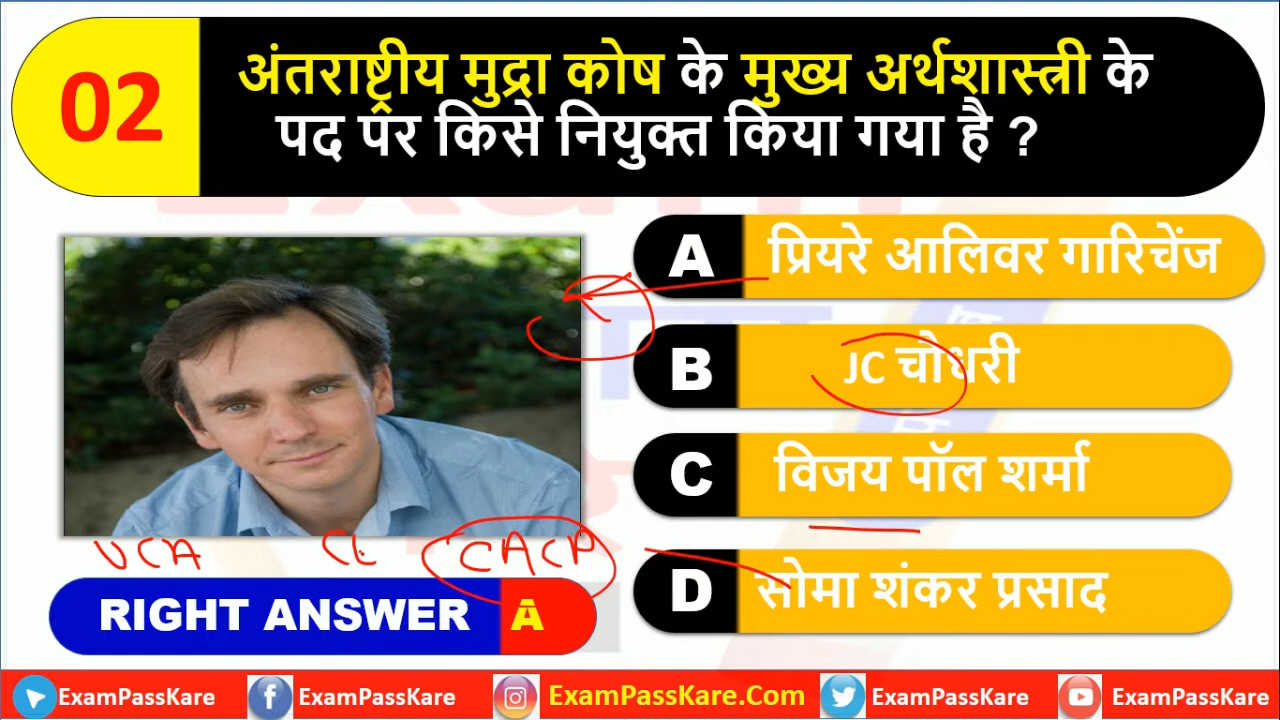 02
अंतराष्ट्रीय मुद्रा कोष के मुख्य अर्थशास्त्री के
पद पर किसे नियुक्त किया गया है ?
A प्रियरे आलिवर गारिचेंज
B JC चोधरी
C विजय पॉल शर्मा
D सोमा शंकर प्रसाद
CACP
RIGHT ANSWER A
ExamPassKare ExamPassKare ExamPassKare.Com ExamPassKare ExamPassKare